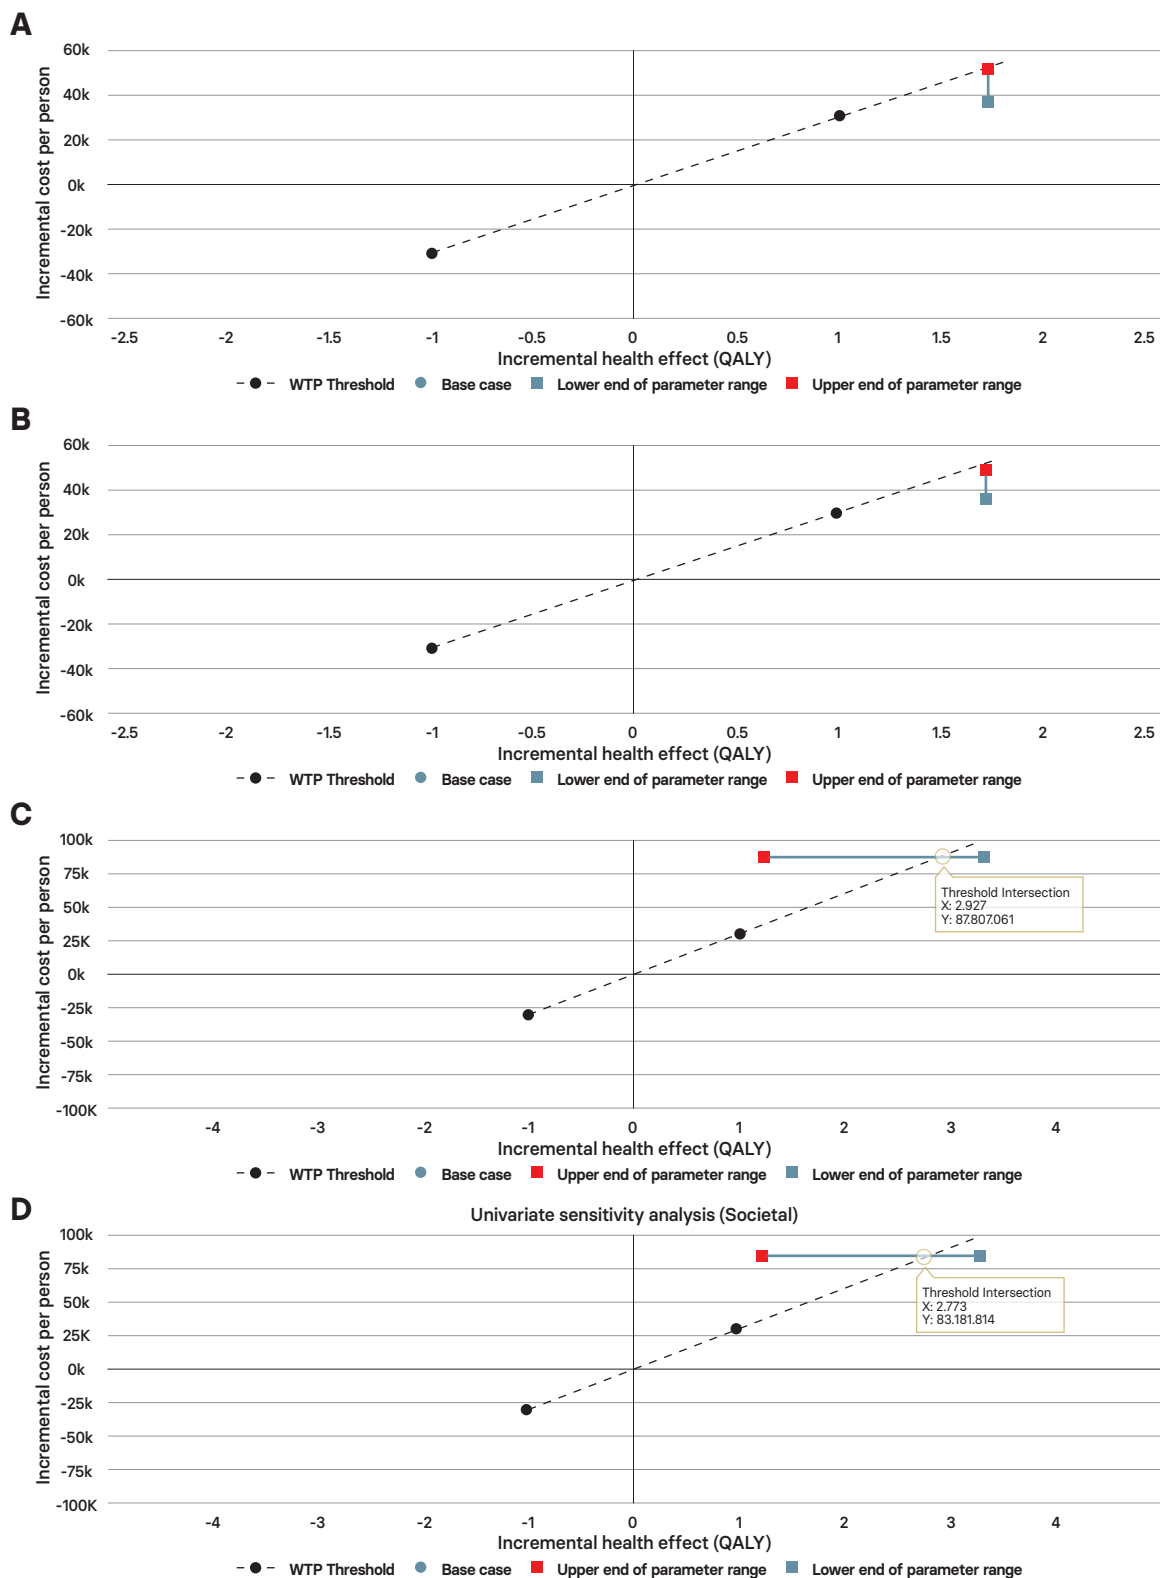 A
60k
40k
20k
0k
-20k
-40k
-60k
Incremental cost per person
-2.5 -2 -1.5 -1 -0.5 0 0.5 1 1.5 2 2.5
Incremental health effect (QALY)
WTP Threshold Base case Lower end of parameter range Upper end of parameter range
B
60k
40k
20k
0k
-20k
-40k
-60k
Incremental cost per person
-2.5 -2 -1.5 -1 -0.5 0 0.5 1 1.5 2 2.5
Incremental health effect (QALY)
WTP Threshold Base case Lower end of parameter range Upper end of parameter range
C
100k
75k
50k
25K
0k
-25k
-50k
-75k
-100K
Incremental cost per person
Threshold Intersection
X: 2.927
Y: 87.807.061
-4 -3 -2 -1 0 1 2 3 4
Incremental health effect (QALY)
WTP Threshold Base case Upper end of parameter range Lower end of parameter range
D
Univariate sensitivity analysis (Societal)
100k
75k
50k
25K
0k
-25k
-50k
-75k
-100K
Incremental cost per person
Threshold Intersection
X: 2.773
Y: 83.181.814
-4 -3 -2 -1 0 1 2 3 4
Incremental health effect (QALY)
WTP Threshold Base case Upper end of parameter range Lower end of parameter range